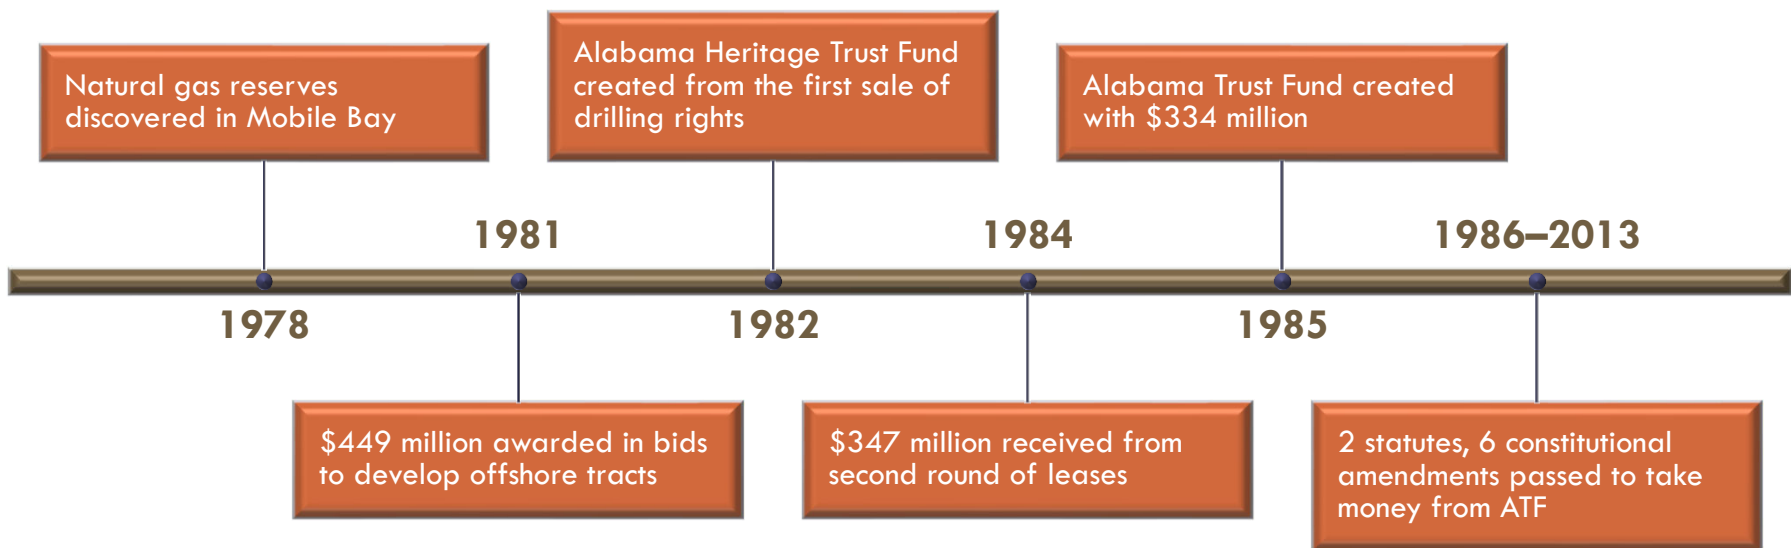 Natural gas reserves
discovered in Mobile Bay
Alabama Heritage Trust Fund
created from the first sale of
drilling rights
Alabama Trust Fund created
with $334 million
1981
1984
1986–2013
1978
1982
1985
$449 million awarded in bids
to develop offshore tracts
$347 million received from
second round of leases
2 statutes, 6 constitutional
amendments passed to take
money from ATF